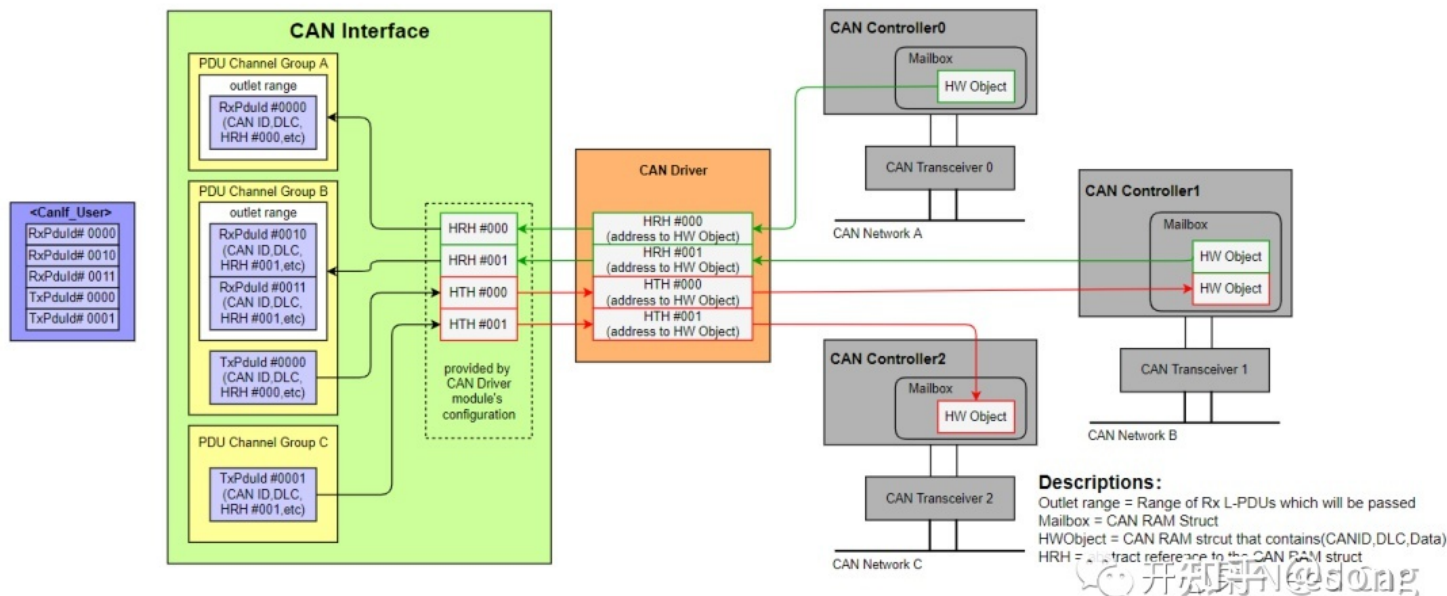 <CanIf_User>
RxPduId# 0000
RxPduId# 0010
RxPduId# 0011
TxPduId# 0000
TxPduId# 0001
CAN Interface
PDU Channel Group A
outlet range
RxPduId #0000
(CAN ID,DLC,
HRH #000,etc)
PDU Channel Group B
outlet range
RxPduId #0010
(CAN ID,DLC,
HRH #001,etc)
RxPduId #0011
(CAN ID,DLC,
HRH #001,etc)
TxPduId #0000
(CAN ID,DLC,
HRH #000,etc)
PDU Channel Group C
TxPduId #0001
(CAN ID,DLC,
HRH #001,etc)
HRH #000
HRH #001
HTH #000
HTH #001
provided by
CAN Driver
module's
configuration
CAN Driver
HRH #000
(address to HW Object)
HRH #001
(address to HW Object)
HTH #000
(address to HW Object)
HTH #001
(address to HW Object)
CAN Controller0
Mailbox
HW Object
CAN Transceiver 0
CAN Network A
CAN Controller1
Mailbox
HW Object
HW Object
CAN Transceiver 1
CAN Network B
CAN Controller2
Mailbox
HW Object
CAN Transceiver 2
CAN Network C
Descriptions:
Outlet range = Range of Rx L-PDUs which will be passed
Mailbox = CAN RAM Struct
HWObject = CAN RAM strcut that contains(CANID,DLC,Data)
HRH = abstract reference to the CAN RAM struct